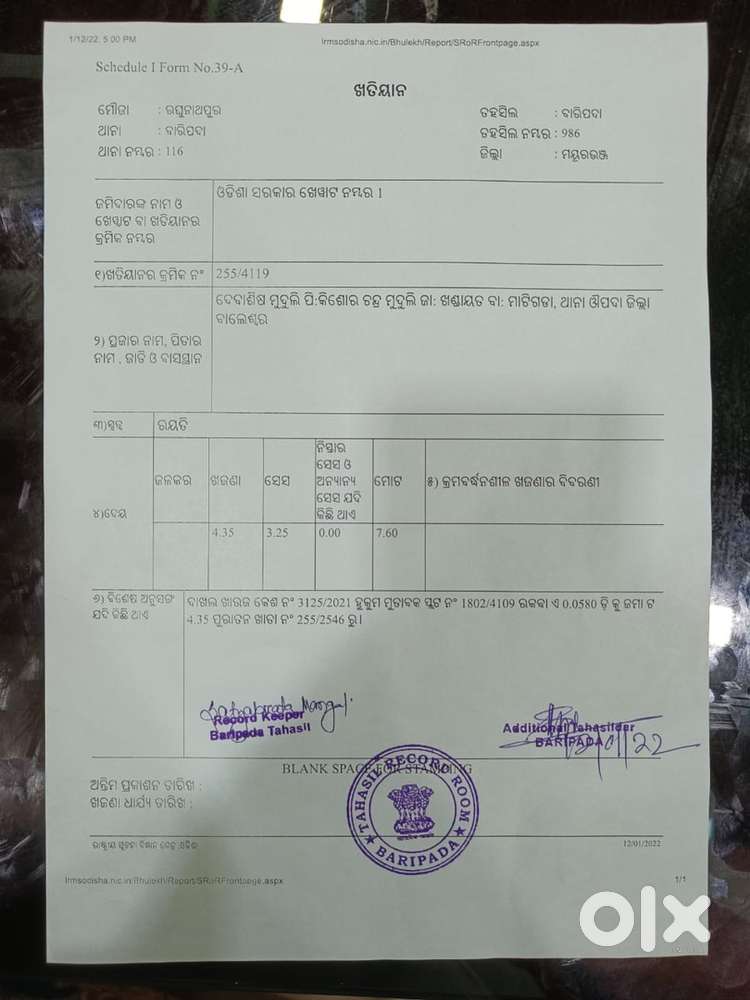 1/12/22, 5:00 PM
lrmsodisha.nic.in/Bhulekh/Report/SRoRFrontpage.aspx
Schedule I Form No.39-A
ଖତିୟାନ
ମୌଜା : ରଘୁନାଥପୁର
ତହସିଲ : ବାରିପଦା
ଥାନା : ବାରିପଦା
ତହସିଲ ନମ୍ବର : 986
ଥାନା ନମ୍ବର : 116
ଜିଲ୍ଲା : ମୟୂରଭଞ୍ଜ
ଜମିଦାରଙ୍କ ନାମ ଓ
ଖେୱାଟ ବା ଖତିୟାନର
କ୍ରମିକ ନମ୍ବର
ଓଡିଶା ସରକାର ଖେୱାଟ ନମ୍ବର 1
୧)ଖତିୟାନର କ୍ରମିକ ନଂ
255/4119
୨) ପ୍ରଜାର ନାମ, ପିତାର
ନାମ , ଜାତି ଓ ବାସସ୍ଥାନ
ଦେବାଶିଷ ମୁଦୁଲି ପି:କିଶୋର ଚନ୍ଦ୍ର ମୁଦୁଲି ଜା: ଖଣ୍ଡାୟତ ବା: ମାଟିଗଡା, ଥାନା ଔପଦା ଜିଲ୍ଲା
ବାଲେଶ୍ୱର
୩)ସ୍ୱତ୍ୱ
ରୟତି
୪)ଦେୟ
ଜଳକର
ଖଜଣା
ସେସ
ନିସ୍ତାର
ସେସ ଓ
ଅନ୍ୟାନ୍ୟ
ସେସ ଯଦି
କିଛି ଥାଏ
ମୋଟ
୫) କ୍ରମବର୍ଦ୍ଧନଶୀଳ ଖଜଣାର ବିବରଣୀ
4.35
3.25
0.00
7.60
୬) ବିଶେଷ ଅନୁସଙ୍ଗ
ଯଦି କିଛି ଥାଏ
ଦାଖଲ ଖାରଜ କେଶ ନଂ 3125/2021 ହୁକୁମ ମୁତାବକ ପ୍ଲଟ ନଂ 1802/4109 ରକବା ଏ 0.0580 ଡ଼ି କୁ ଜମା ଟ
4.35 ପୁରାତନ ଖାତା ନଂ 255/2546 ରୁ।
Record Keeper
Baripada Tahasil
Additional Tahasildar
BARIPADA
BLANK SPACE FOR STAMPING
ଅନ୍ତିମ ପ୍ରକାଶନ ତାରିଖ :
ଖଜଣା ଧାର୍ଯ୍ୟ ତାରିଖ :
TAHASIL RECORD ROOM
BARIPADA
ରାଷ୍ଟ୍ରୀୟ ସୂଚନା ବିଜ୍ଞାନ କେନ୍ଦ୍ର ,ଓଡିଶା
12/01/2022
lrmsodisha.nic.in/Bhulekh/Report/SRoRFrontpage.aspx
1/1
olx